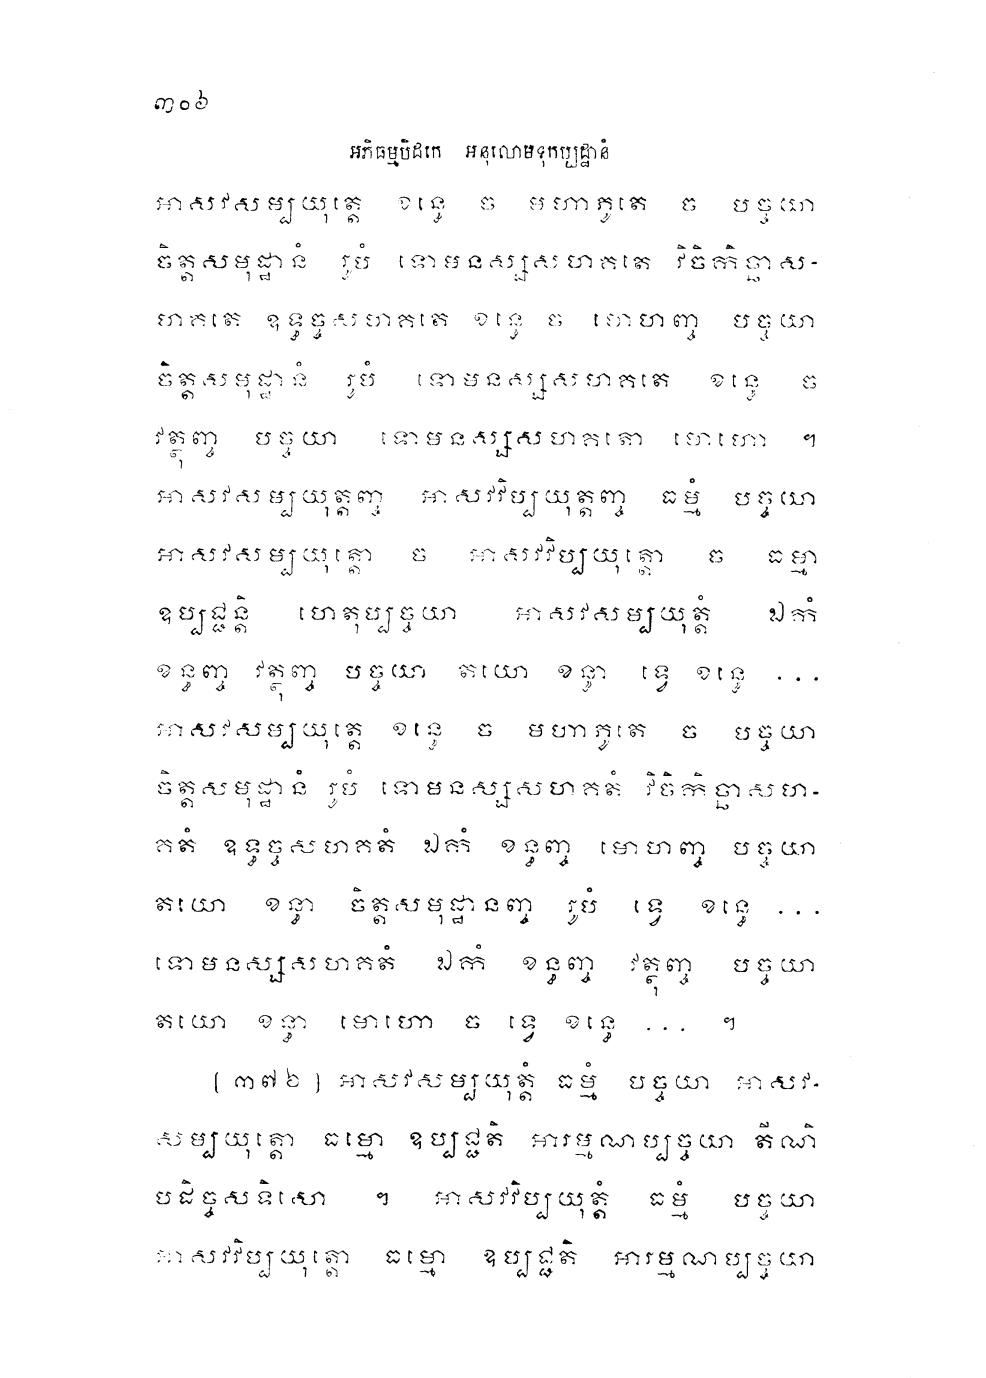 ៣០៦
អភិធម្មបិដកេ អនុលោមទុកប្បដ្ឋានំ
អាសវសម្បយុត្តេ ខន្ធេ ច មហាភូតេ ច បច្ចយា
ចិត្តសមុដ្ឋានំ រូបំ ទោមនស្សសហគតេ វិចិកិច្ឆាស-
ហគតេ ឧទ្ធច្ចសហគតេ ខន្ធេ ច មោហញ្ច បច្ចយា
ចិត្តសមុដ្ឋានំ រូបំ ទោមនស្សសហគតេ ខន្ធេ ច
វត្ថុញ្ច បច្ចយា ទោមនស្សសហគតោ មោហោ ។
អាសវសម្បយុត្តញ្ច អាសវវិប្បយុត្តញ្ច ធម្មំ បច្ចយា
អាសវសម្បយុត្តោ ច អាសវវិប្បយុត្តោ ច ធម្មា
ឧប្បជ្ជន្តិ ហេតុប្បច្ចយា អាសវសម្បយុត្តំ ឯកំ
ខន្ធញ្ច វត្ថុញ្ច បច្ចយា តយោ ខន្ធា ទ្វេ ខន្ធេ ...
អាសវសម្បយុត្តេ ខន្ធេ ច មហាភូតេ ច បច្ចយា
ចិត្តសមុដ្ឋានំ រូបំ ទោមនស្សសហគតំ វិចិកិច្ឆាសហ-
គតំ ឧទ្ធច្ចសហគតំ ឯកំ ខន្ធញ្ច មោហញ្ច បច្ចយា
តយោ ខន្ធា ចិត្តសមុដ្ឋានញ្ច រូបំ ទ្វេ ខន្ធេ ...
ទោមនស្សសហគតំ ឯកំ ខន្ធញ្ច វត្ថុញ្ច បច្ចយា
តយោ ខន្ធា មោហោ ច ទ្វេ ខន្ធេ ... ។
(៣៧៦) អាសវសម្បយុត្តំ ធម្មំ បច្ចយា អាសវ-
សម្បយុត្តោ ធម្មោ ឧប្បជ្ជតិ អារម្មណប្បច្ចយា តីណិ
បដិច្ចសទិសោ ។ អាសវវិប្បយុត្តំ ធម្មំ បច្ចយា
អាសវវិប្បយុត្តោ ធម្មោ ឧប្បជ្ជតិ អារម្មណប្បច្ចយា